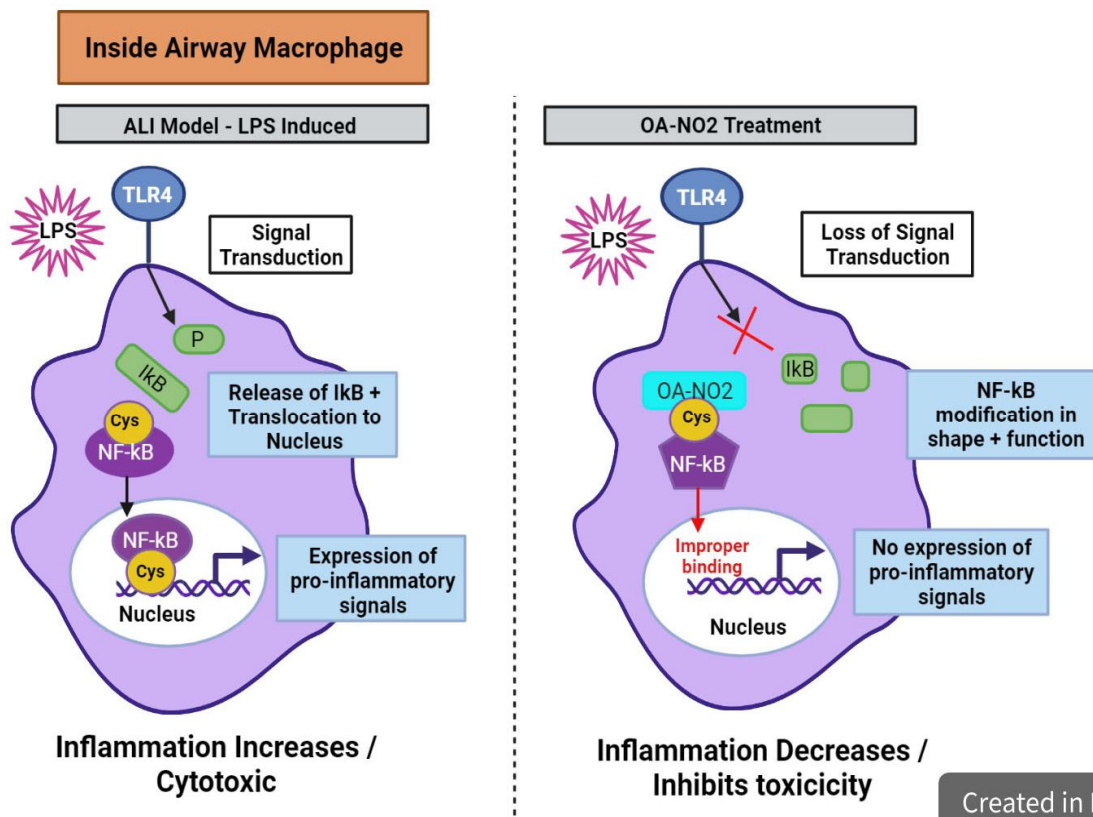 Inside Airway Macrophage
ALI Model - LPS Induced
TLR4
LPS
Signal
Transduction
P
IkB
Release of IkB +
Translocation to
Nucleus
Cys
NF-kB
NF-kB
Cys
Nucleus
Expression of
pro-inflammatory
signals
Inflammation Increases /
Cytotoxic
OA-NO2 Treatment
TLR4
LPS
Loss of Signal
Transduction
IkB
OA-NO2
Cys
NF-kB
NF-kB
modification in
shape + function
Improper
binding
Nucleus
No expression of
pro-inflammatory
signals
Inflammation Decreases /
Inhibits toxicicity
Created in